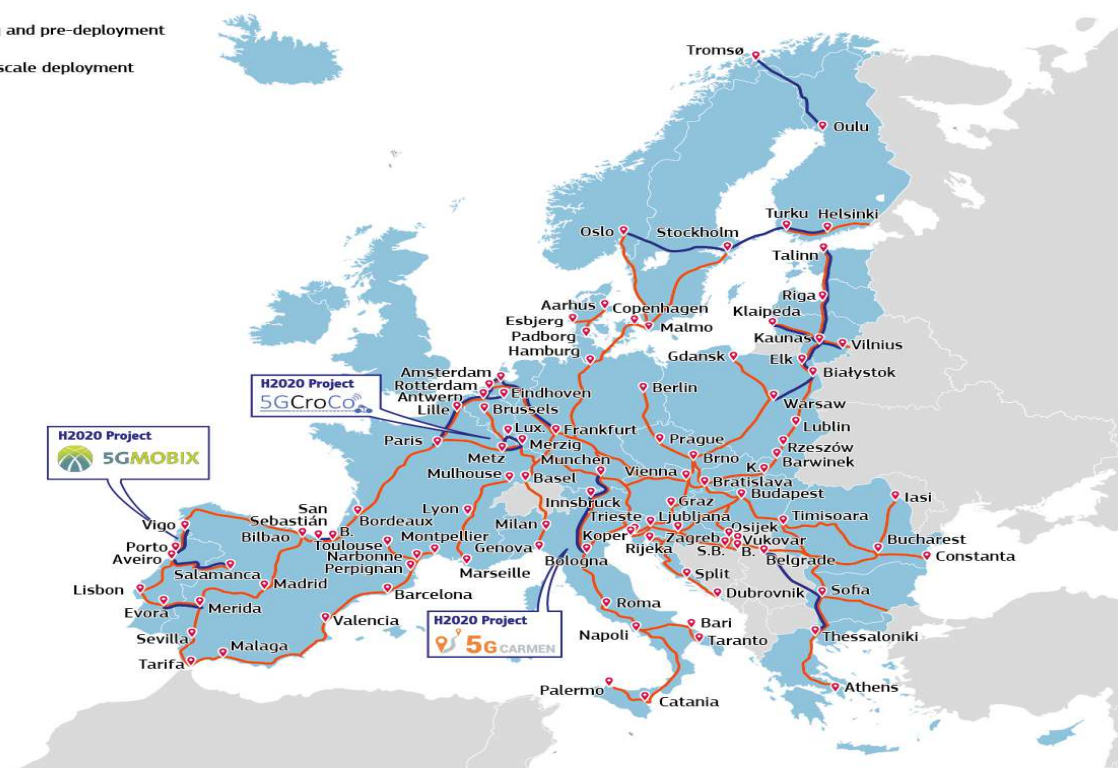 g and pre-deployment
scale deployment
Tromsø
Oulu
Turku
Helsinki
Oslo
Stockholm
Talinn
Riga
Klaipeda
Kaunas
Vilnius
Elk
Białystok
Aarhus
Copenhagen
Esbjerg
Malmo
Padborg
Hamburg
Gdansk
Amsterdam
Rotterdam
Antwerp
Eindhoven
Lille
Brussels
Berlin
Warsaw
Lublin
H2020 Project
5GCroCo
Paris
Lux.
Frankfurt
Merzig
Metz
Prague
Rzeszów
Barwinek
Brno
K.
H2020 Project
5GMOBIX
Mulhouse
Basel
Munchen
Vienna
Bratislava
Budapest
Innsbruck
Graz
Iasi
Lyon
Milan
Trieste
Ljubljana
Timisoara
San
Sebastián
B.
Bordeaux
Vigo
Bilbao
Toulouse
Montpellier
Genova
Koper
Rijeka
Zagreb
Osijek
Vukovar
S.B.
B.
Bucharest
Porto
Aveiro
Narbonne
Perpignan
Marseille
Bologna
Belgrade
Constanta
Salamanca
Madrid
Lisbon
Barcelona
Split
Dubrovnik
Sofia
Evora
Merida
Valencia
H2020 Project
5G CARMEN
Roma
Bari
Napoli
Taranto
Thessaloniki
Sevilla
Malaga
Tarifa
Palermo
Catania
Athens